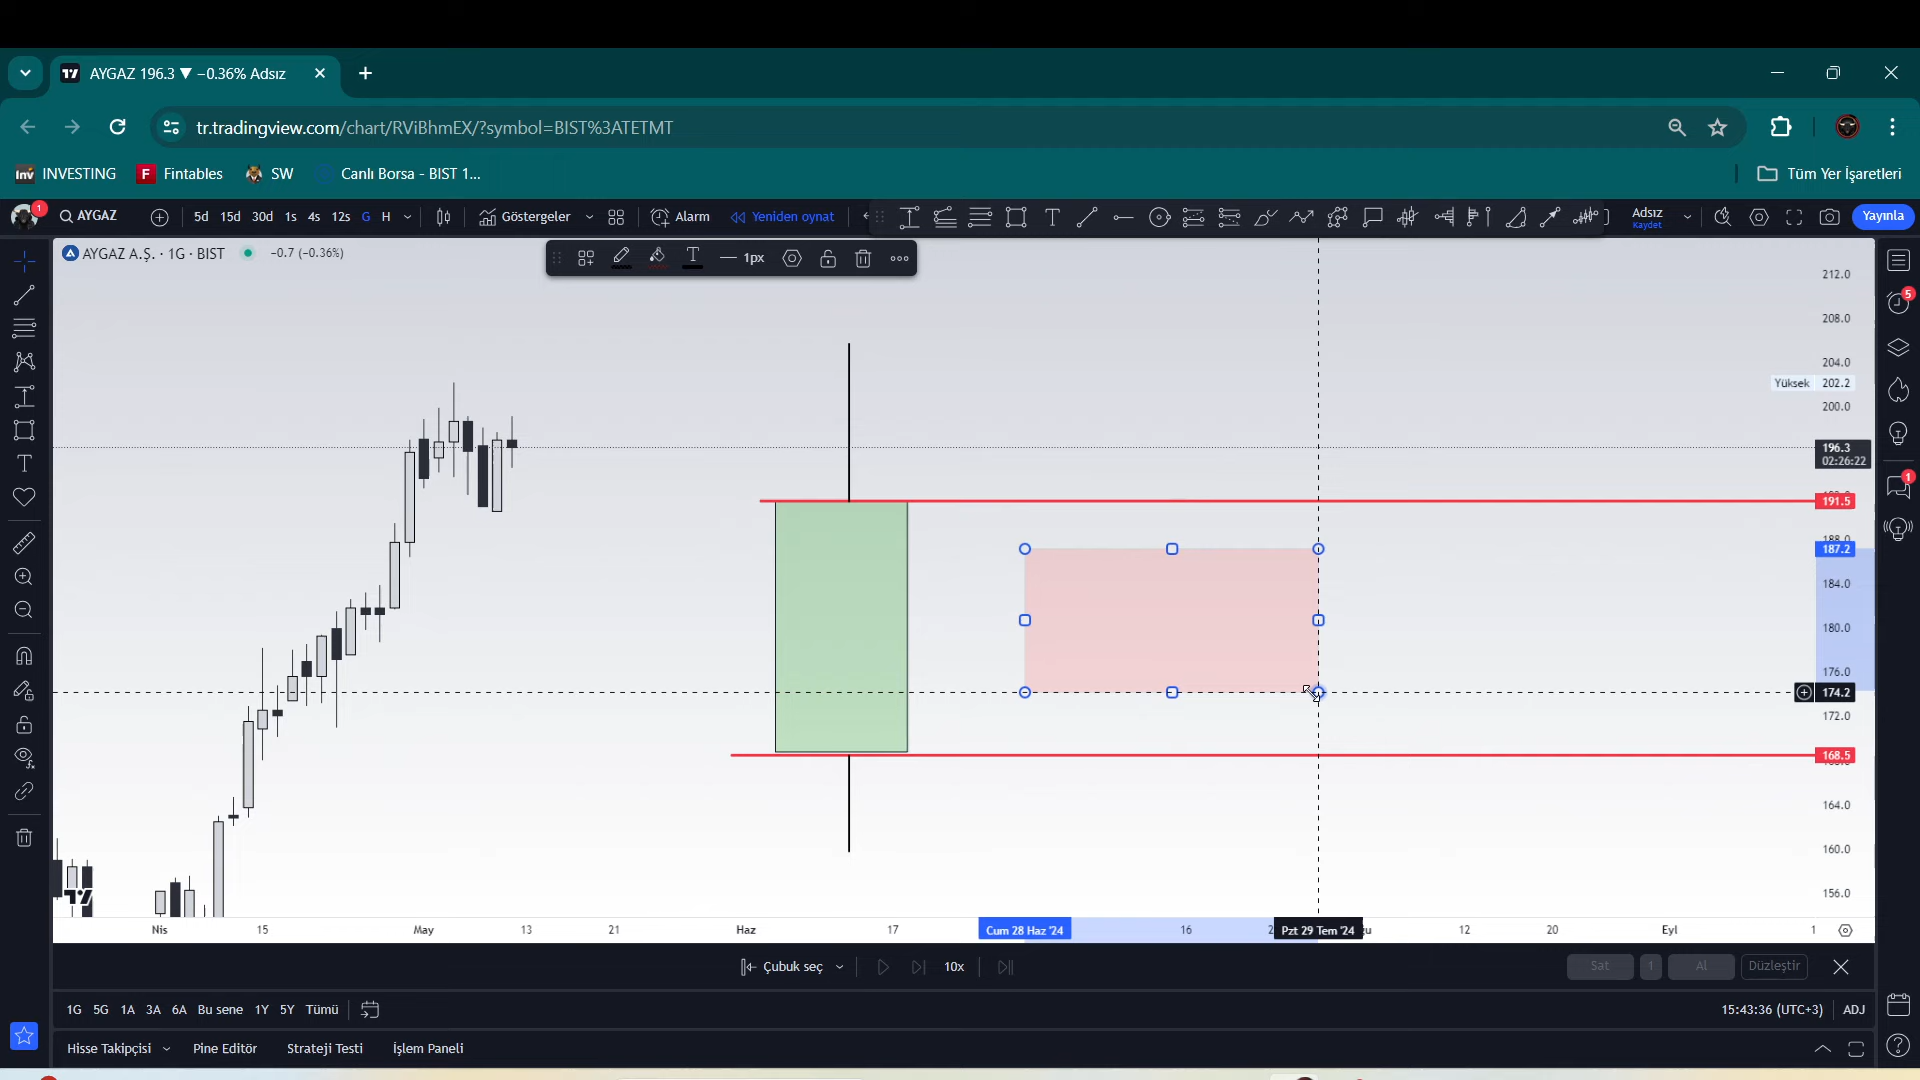 AYGAZ 196.3 ▼ −0.36% Adsız
tr.tradingview.com/chart/RViBhmEX/?symbol=BIST%3ATETMT
INVESTING Fintables SW Canlı Borsa - BIST 1... Tüm Yer İşaretleri
1 AYGAZ 5d 15d 30d 1s 4s 12s G H Göstergeler Alarm Yeniden oynat Adsız Yayınla
Kaydet
AYGAZ A.Ş. · 1G · BIST −0.7 (−0.36%)
1px
212.0
5
208.0
204.0
Yüksek 202.2
200.0
196.3
02:26:22
1
191.5
188.0
187.2
184.0
180.0
176.0
174.2
172.0
168.5
164.0
160.0
156.0
Nis 15 May 13 21 Haz 17 Cum 28 Haz '24 16 2 Pzt 29 Tem '24 u 12 20 Eyl 1
Çubuk seç 10x Sat 1 Al Düzleştir
1G 5G 1A 3A 6A Bu sene 1Y 5Y Tümü 15:43:36 (UTC+3) ADJ
Hisse Takipçisi Pine Editör Strateji Testi İşlem Paneli